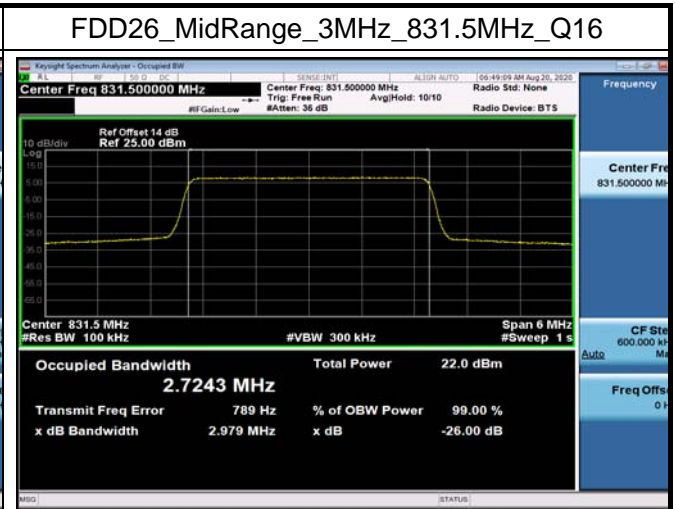 FDD26_MidRange_3MHz_831.5MHz_Q16
Keysight Spectrum Analyzer - Occupied BW
RL RF 50 Ω DC SENSE:INT ALIGN AUTO 06:49:09 AM Aug 20, 2020
Center Freq 831.500000 MHz Center Freq: 831.500000 MHz Radio Std: None
Trig: Free Run Avg|Hold: 10/10
#IFGain:Low #Atten: 36 dB Radio Device: BTS
Frequency
Ref Offset 14 dB
10 dB/div Ref 25.00 dBm
Log
15.0
5.00
-5.00
-15.0
-25.0
-35.0
-45.0
-55.0
-65.0
Center Fre
831.500000 MH
Center 831.5 MHz Span 6 MHz
#Res BW 100 kHz #VBW 300 kHz #Sweep 1 s
CF Ste
600.000 kH
Auto Ma
Occupied Bandwidth Total Power 22.0 dBm
2.7243 MHz
Transmit Freq Error 789 Hz % of OBW Power 99.00 %
x dB Bandwidth 2.979 MHz x dB -26.00 dB
Freq Offs
0 H
MSG STATUS